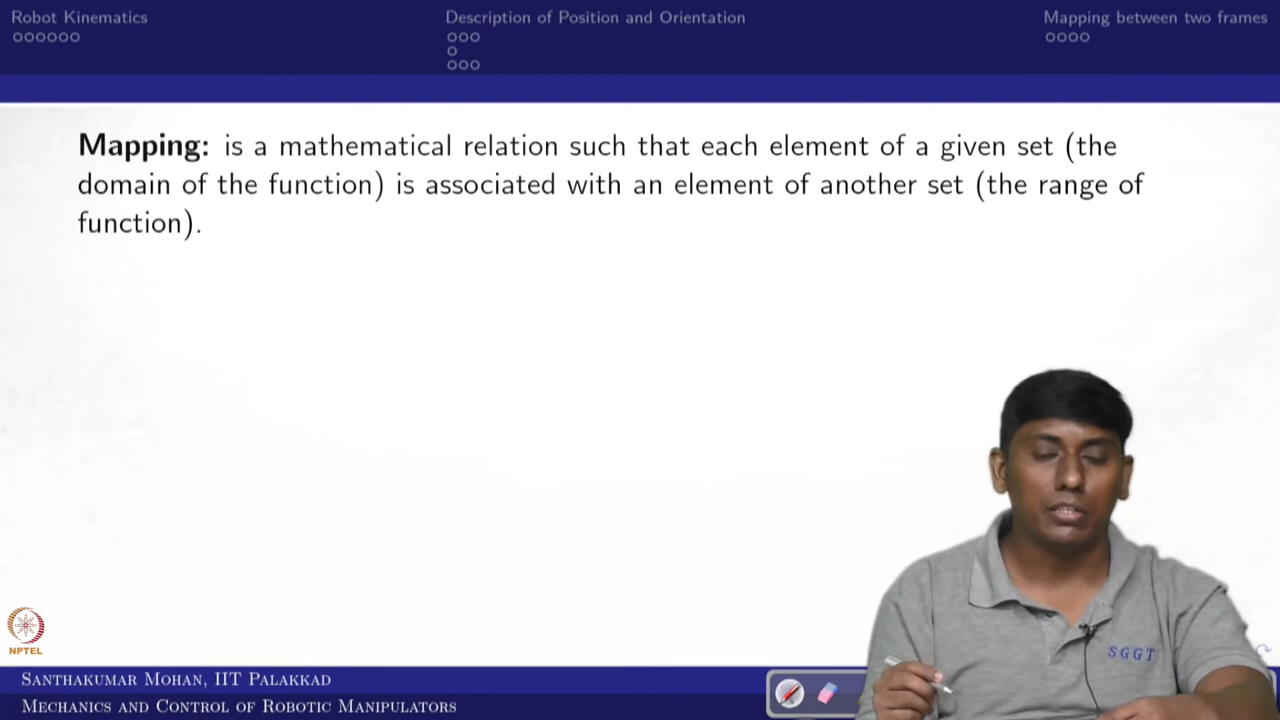 Robot Kinematics
Description of Position and Orientation
Mapping between two frames
Mapping: is a mathematical relation such that each element of a given set (the
domain of the function) is associated with an element of another set (the range of
function).
SGGT
NPTEL
Santhakumar Mohan, IIT Palakkad
Mechanics and Control of Robotic Manipulators